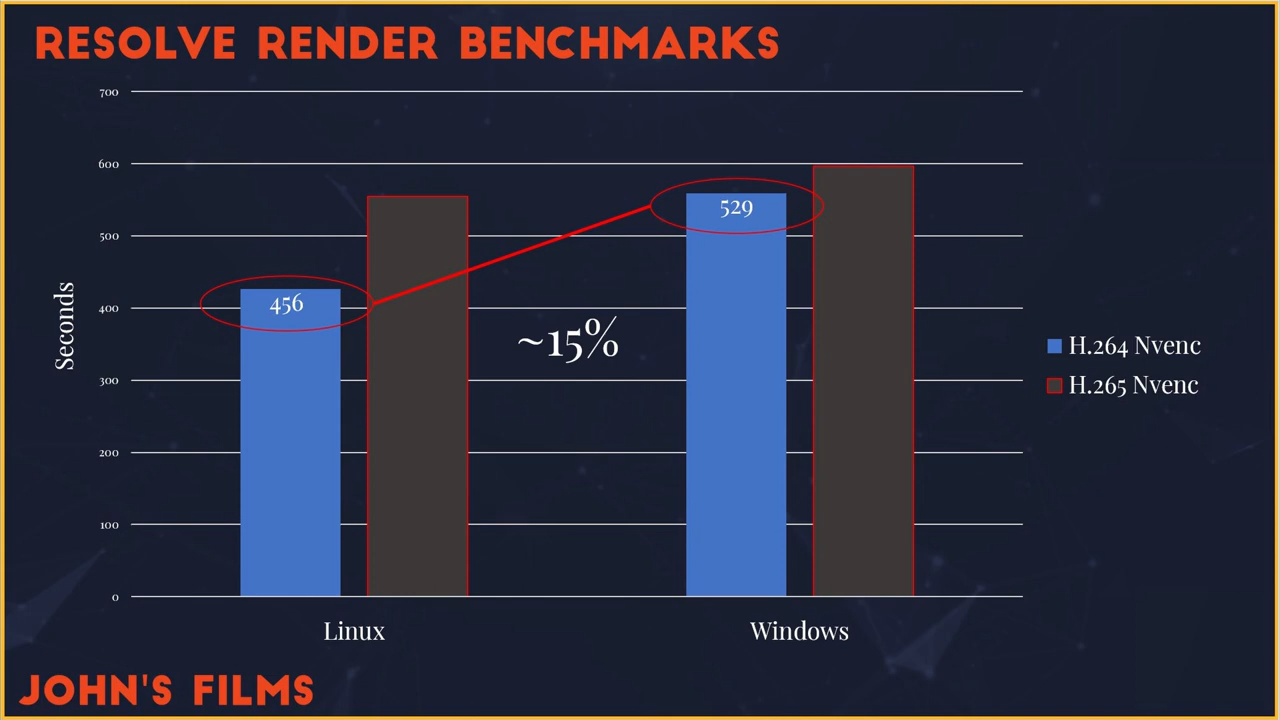 RESOLVE RENDER BENCHMARKS
700
600
500
400
300
200
100
0
Seconds
456
529
~15%
H.264 Nvenc
H.265 Nvenc
Linux
Windows
JOHN'S FILMS